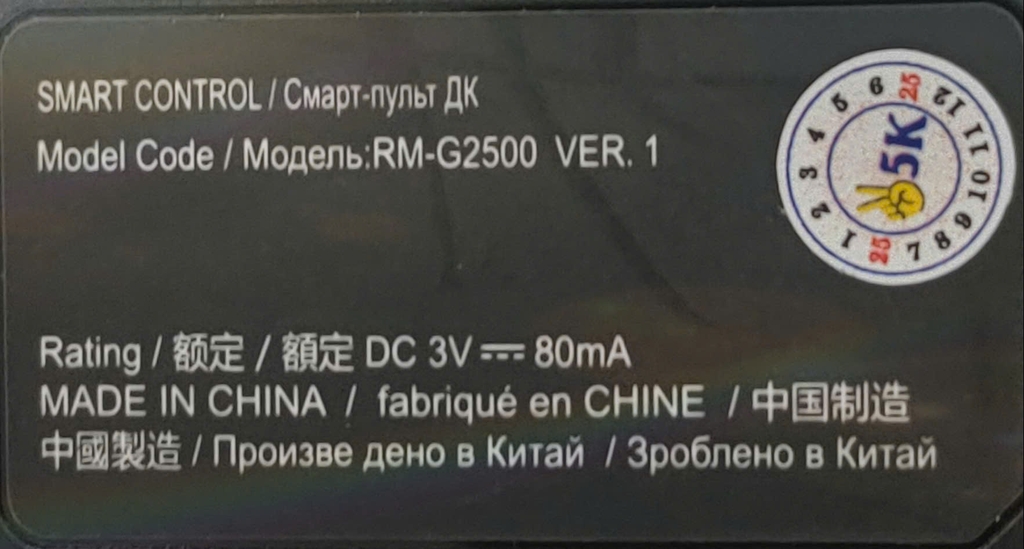 SMART CONTROL / Смарт-пульт ДК
Model Code / Модель:RM-G2500 VER. 1
Rating / 额定 / 額定 DC 3V ⎓ 80mA
MADE IN CHINA / fabriqué en CHINE / 中国制造
中國製造 / Произве дено в Китай / Зроблено в Китай
1 2 3 4 5 6 25 12 11 10 9 8 7 25
5K